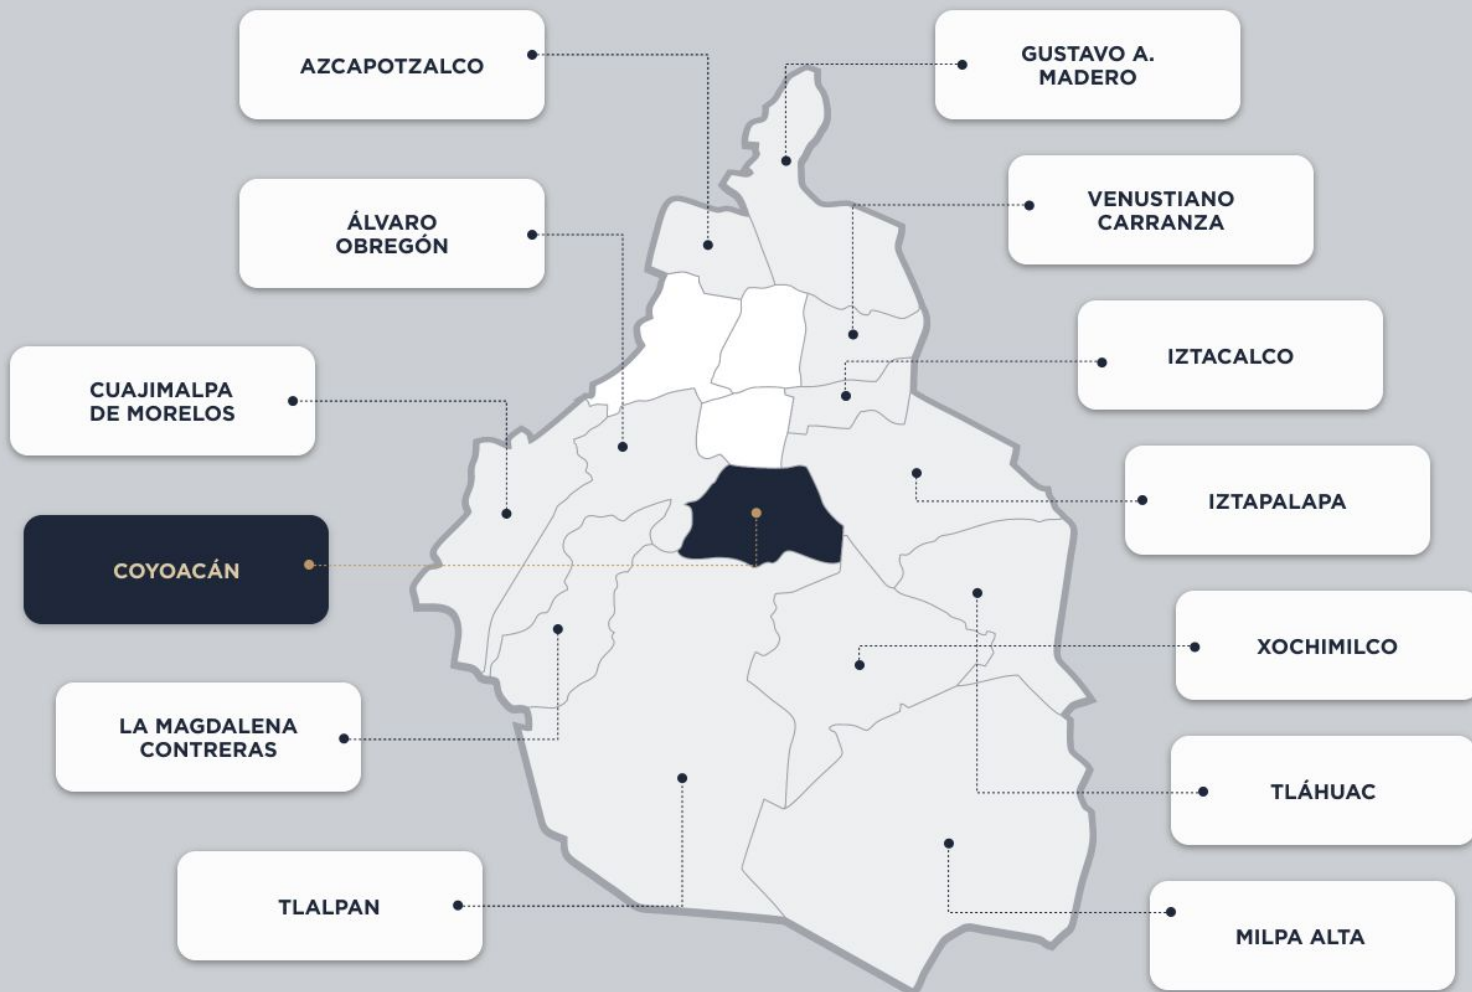 AZCAPOTZALCO
GUSTAVO A.
MADERO
ÁLVARO
OBREGÓN
VENUSTIANO
CARRANZA
CUAJIMALPA
DE MORELOS
IZTACALCO
COYOACÁN
IZTAPALAPA
LA MAGDALENA
CONTRERAS
XOCHIMILCO
TLÁHUAC
TLALPAN
MILPA ALTA